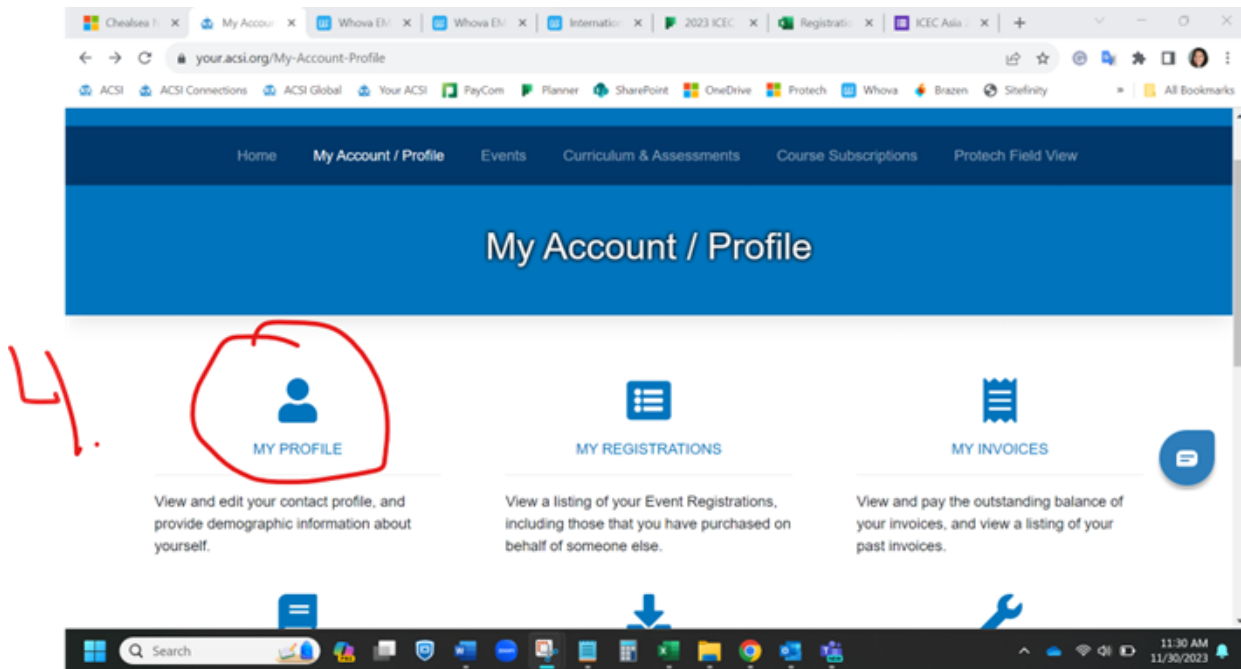 Chealsea
My Accou
Whova EM
Whova EM
Internatio
2023 ICEC
Registratio
ICEC Asia
your.acsi.org/My-Account-Profile
ACSI
ACSI Connections
ACSI Global
Your ACSI
PayCom
Planner
SharePoint
OneDrive
Protech
Whova
Brazen
Sitefinity
»
All Bookmarks
Home
My Account / Profile
Events
Curriculum & Assessments
Course Subscriptions
Protech Field View
My Account / Profile
4.
MY PROFILE
View and edit your contact profile, and
provide demographic information about
yourself.
MY REGISTRATIONS
View a listing of your Event Registrations,
including those that you have purchased on
behalf of someone else.
MY INVOICES
View and pay the outstanding balance of
your invoices, and view a listing of your
past invoices.
Search
11:30 AM
11/30/2023